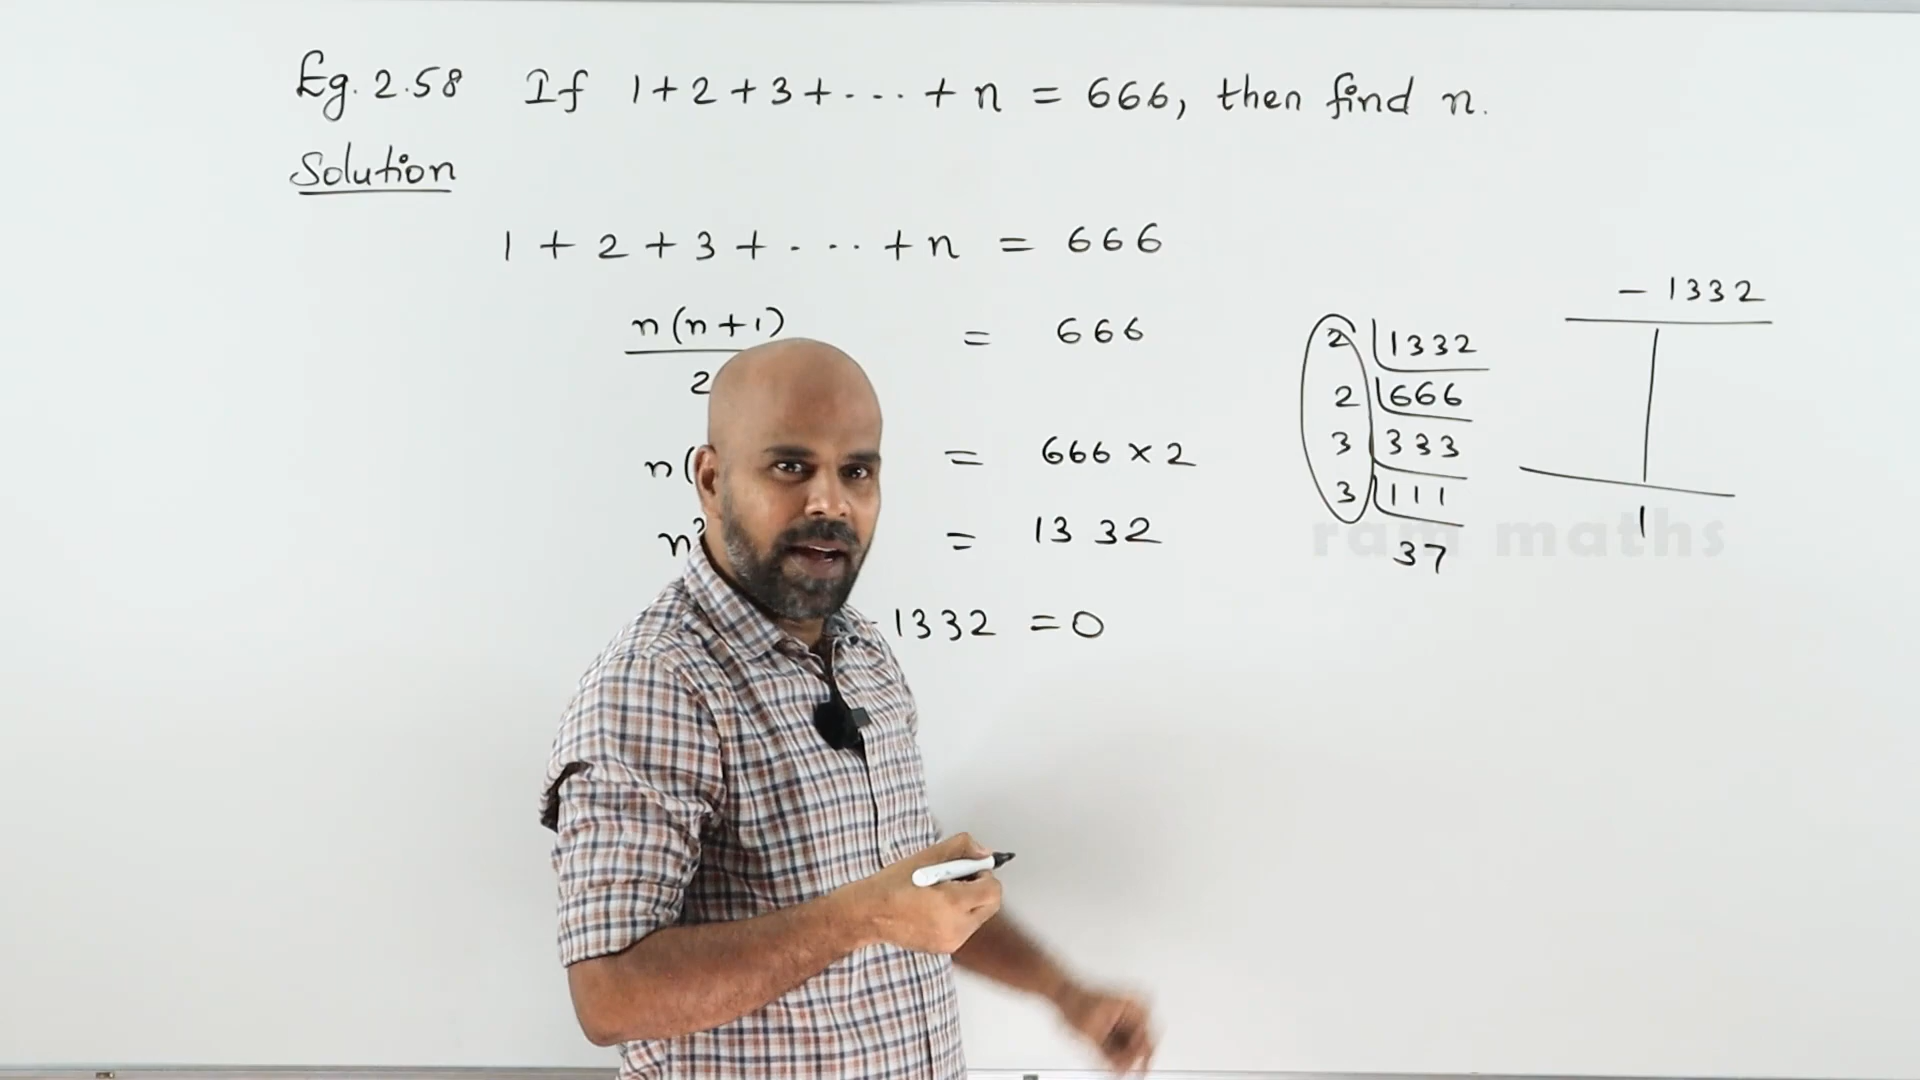 Eg. 2.58 If 1+2+3+...+n = 666, then find n.
Solution
1 + 2 + 3 + ... + n = 666
n(n+1)
2
= 666
n( = 666 × 2
n² = 1332
-1332 = 0
2 1332
2 666
3 333
3 111
37
- 1332
1
ram maths